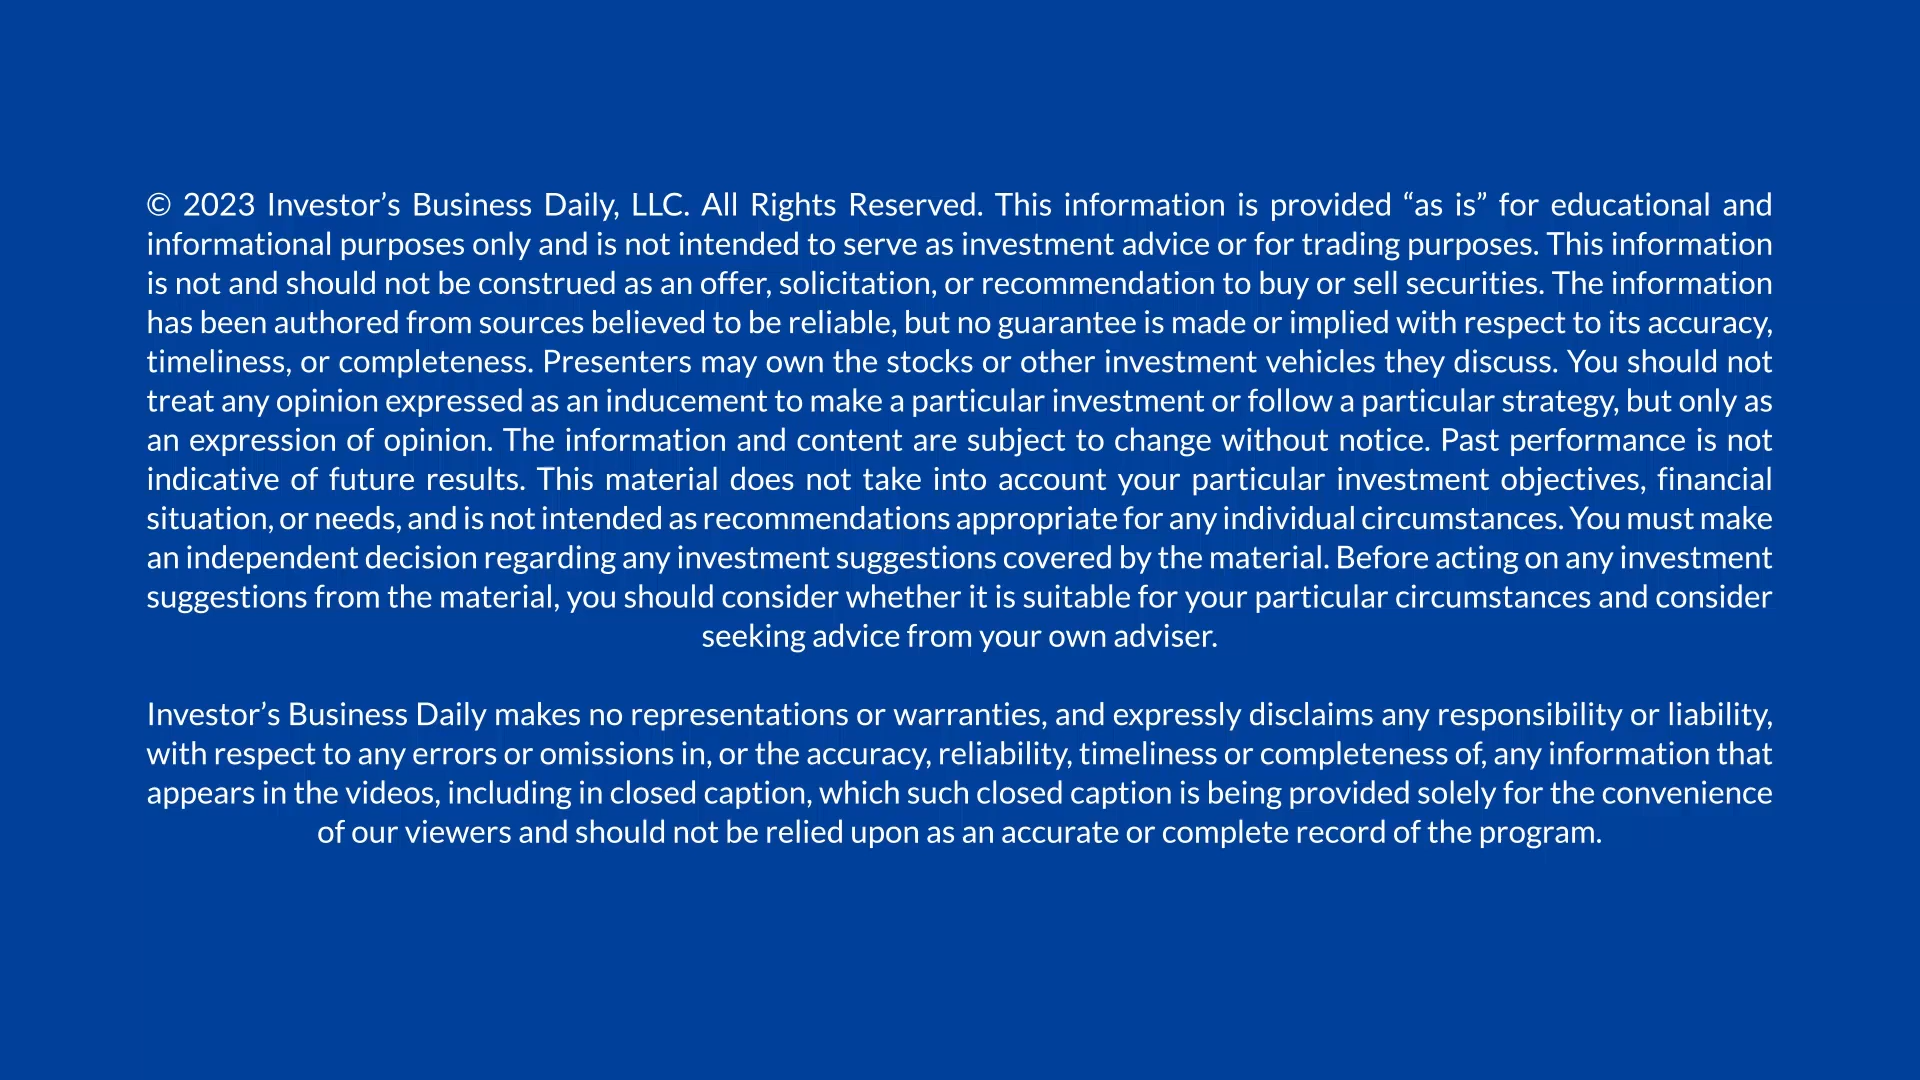 © 2023 Investor’s Business Daily, LLC. All Rights Reserved. This information is provided “as is” for educational and
informational purposes only and is not intended to serve as investment advice or for trading purposes. This information
is not and should not be construed as an offer, solicitation, or recommendation to buy or sell securities. The information
has been authored from sources believed to be reliable, but no guarantee is made or implied with respect to its accuracy,
timeliness, or completeness. Presenters may own the stocks or other investment vehicles they discuss. You should not
treat any opinion expressed as an inducement to make a particular investment or follow a particular strategy, but only as
an expression of opinion. The information and content are subject to change without notice. Past performance is not
indicative of future results. This material does not take into account your particular investment objectives, financial
situation, or needs, and is not intended as recommendations appropriate for any individual circumstances. You must make
an independent decision regarding any investment suggestions covered by the material. Before acting on any investment
suggestions from the material, you should consider whether it is suitable for your particular circumstances and consider
seeking advice from your own adviser.
Investor’s Business Daily makes no representations or warranties, and expressly disclaims any responsibility or liability,
with respect to any errors or omissions in, or the accuracy, reliability, timeliness or completeness of, any information that
appears in the videos, including in closed caption, which such closed caption is being provided solely for the convenience
of our viewers and should not be relied upon as an accurate or complete record of the program.